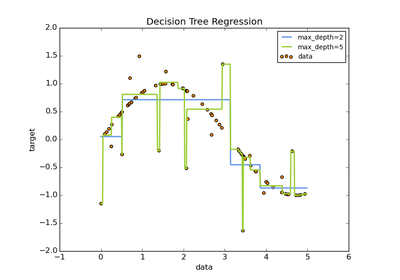 Decision Tree Regression
max_depth=2
max_depth=5
data
2.0
1.5
1.0
0.5
0.0
−0.5
−1.0
−1.5
−2.0
target
−1 0 1 2 3 4 5 6
data